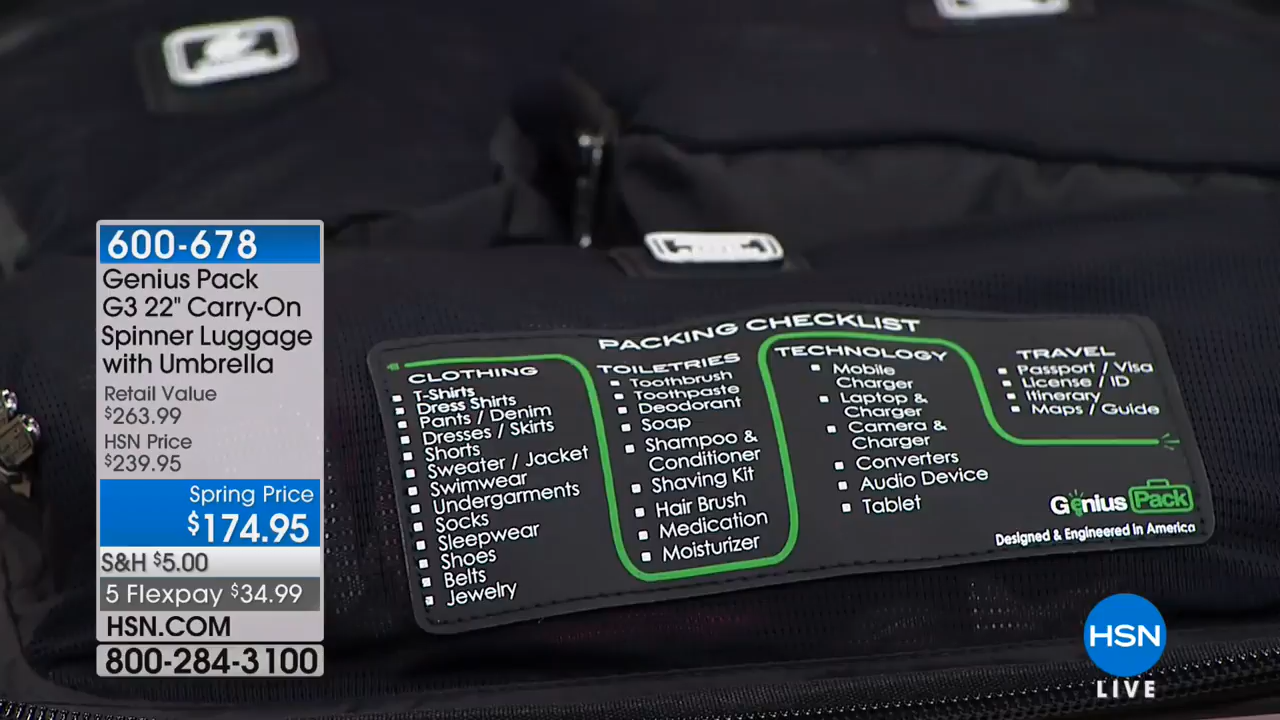 600-678
Genius Pack
G3 22" Carry-On
Spinner Luggage
with Umbrella
Retail Value
$263.99
HSN Price
$239.95
Spring Price
$174.95
S&H $5.00
5 Flexpay $34.99
HSN.COM
800-284-3100
PACKING CHECKLIST
CLOTHING
T-Shirts
Dress Shirts
Pants / Denim
Dresses / Skirts
Shorts
Sweater / Jacket
Swimwear
Undergarments
Socks
Sleepwear
Shoes
Belts
Jewelry
TOILETRIES
Toothbrush
Toothpaste
Deodorant
Soap
Shampoo &
Conditioner
Shaving Kit
Hair Brush
Medication
Moisturizer
TECHNOLOGY
Mobile
Charger
Laptop &
Charger
Camera &
Charger
Converters
Audio Device
Tablet
TRAVEL
Passport / Visa
License / ID
Itinerary
Maps / Guide
Genius Pack
Designed & Engineered in America
HSN
LIVE